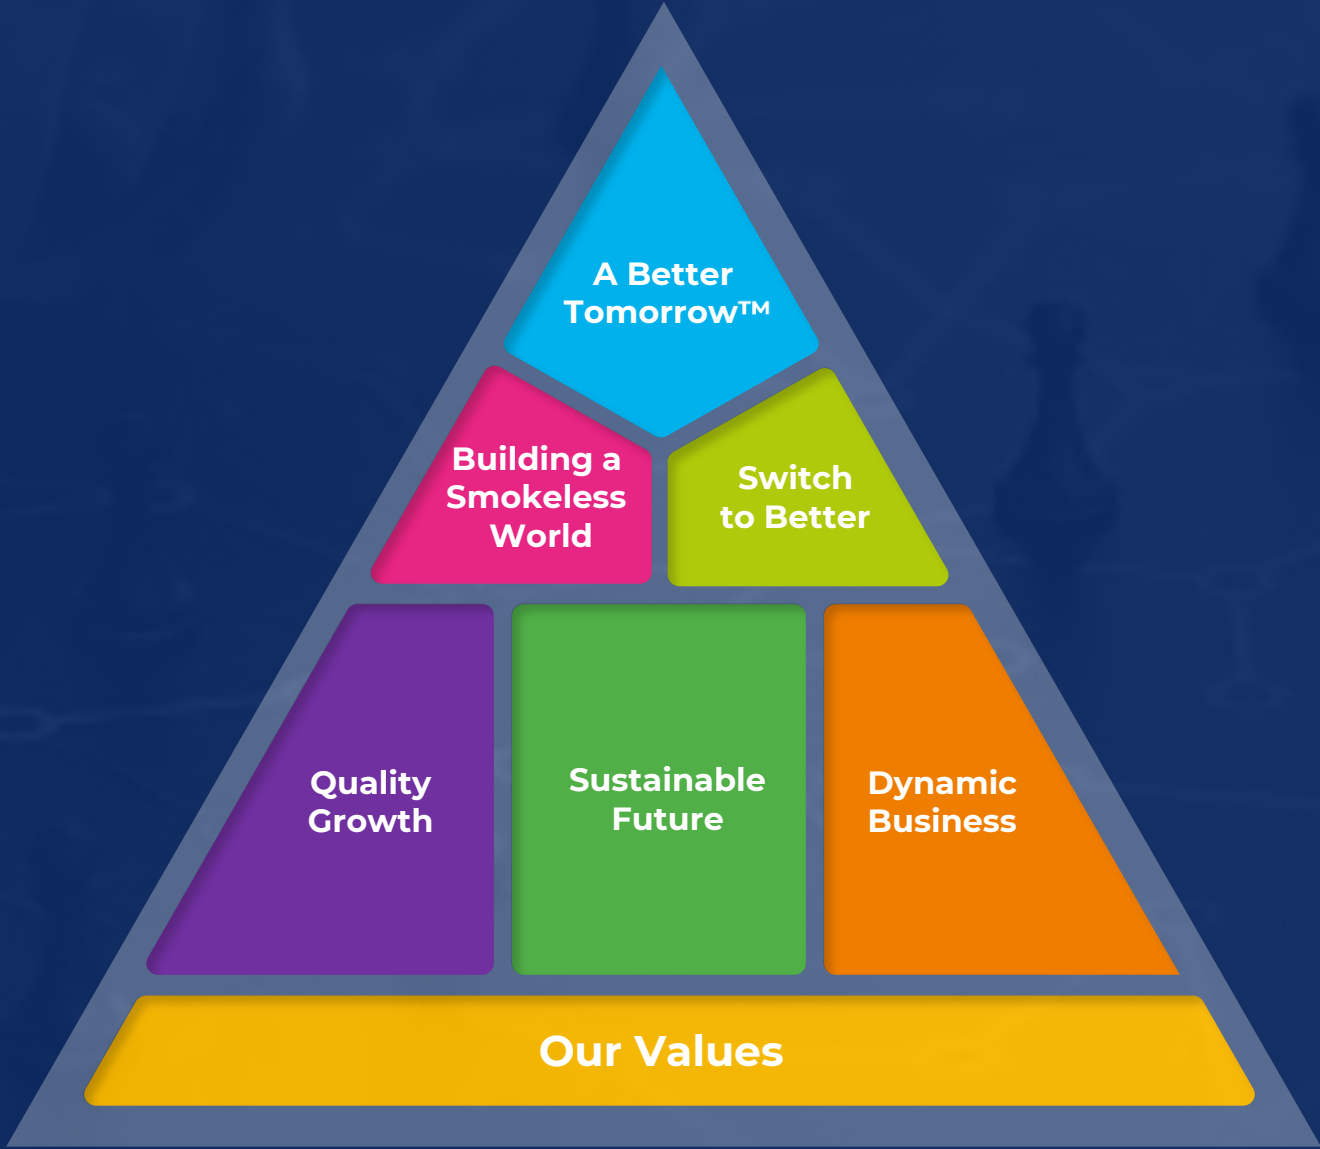 A Better
Tomorrow™
Building a
Smokeless
World
Switch
to Better
Quality
Growth
Sustainable
Future
Dynamic
Business
Our Values